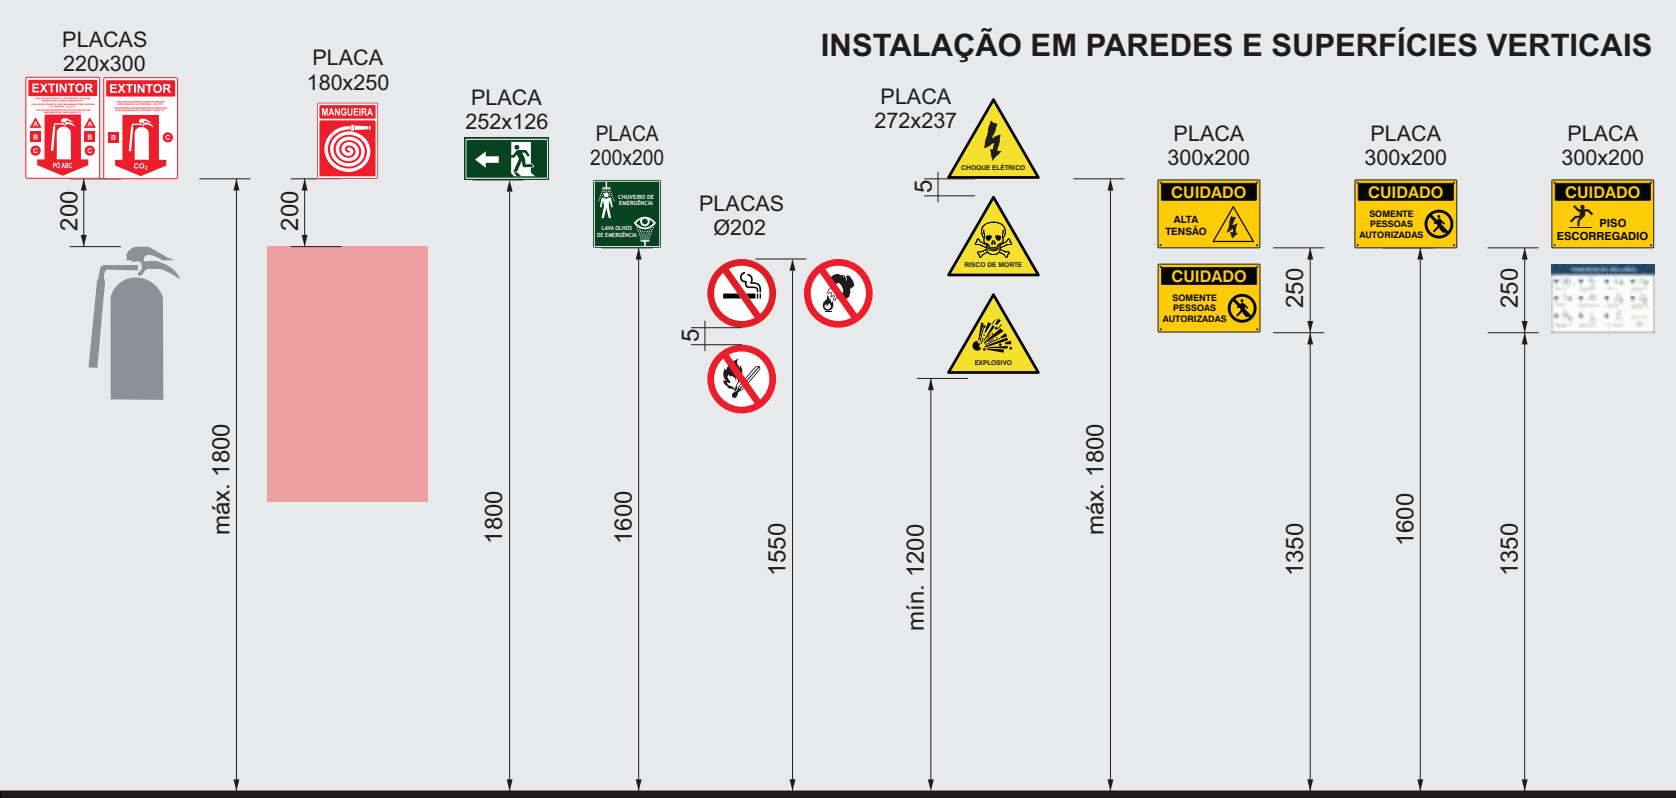 INSTALAÇÃO EM PAREDES E SUPERFÍCIES VERTICAIS
PLACAS
220x300
EXTINTOR
A
B
C
A
B
C
PÓ ABC
EXTINTOR
B
C
CO₂
200
máx. 1800
PLACA
180x250
MANGUEIRA
200
PLACA
252x126
1800
PLACA
200x200
CHUVEIRO DE
EMERGÊNCIA
LAVA OLHOS
DE EMERGÊNCIA
1600
PLACAS
Ø202
5
1550
PLACA
272x237
CHOQUE ELÉTRICO
5
RISCO DE MORTE
EXPLOSIVO
mín. 1200
máx. 1800
PLACA
300x200
CUIDADO
ALTA
TENSÃO
CUIDADO
SOMENTE
PESSOAS
AUTORIZADAS
250
1350
PLACA
300x200
CUIDADO
SOMENTE
PESSOAS
AUTORIZADAS
1600
PLACA
300x200
CUIDADO
PISO
ESCORREGADIO
250
1350